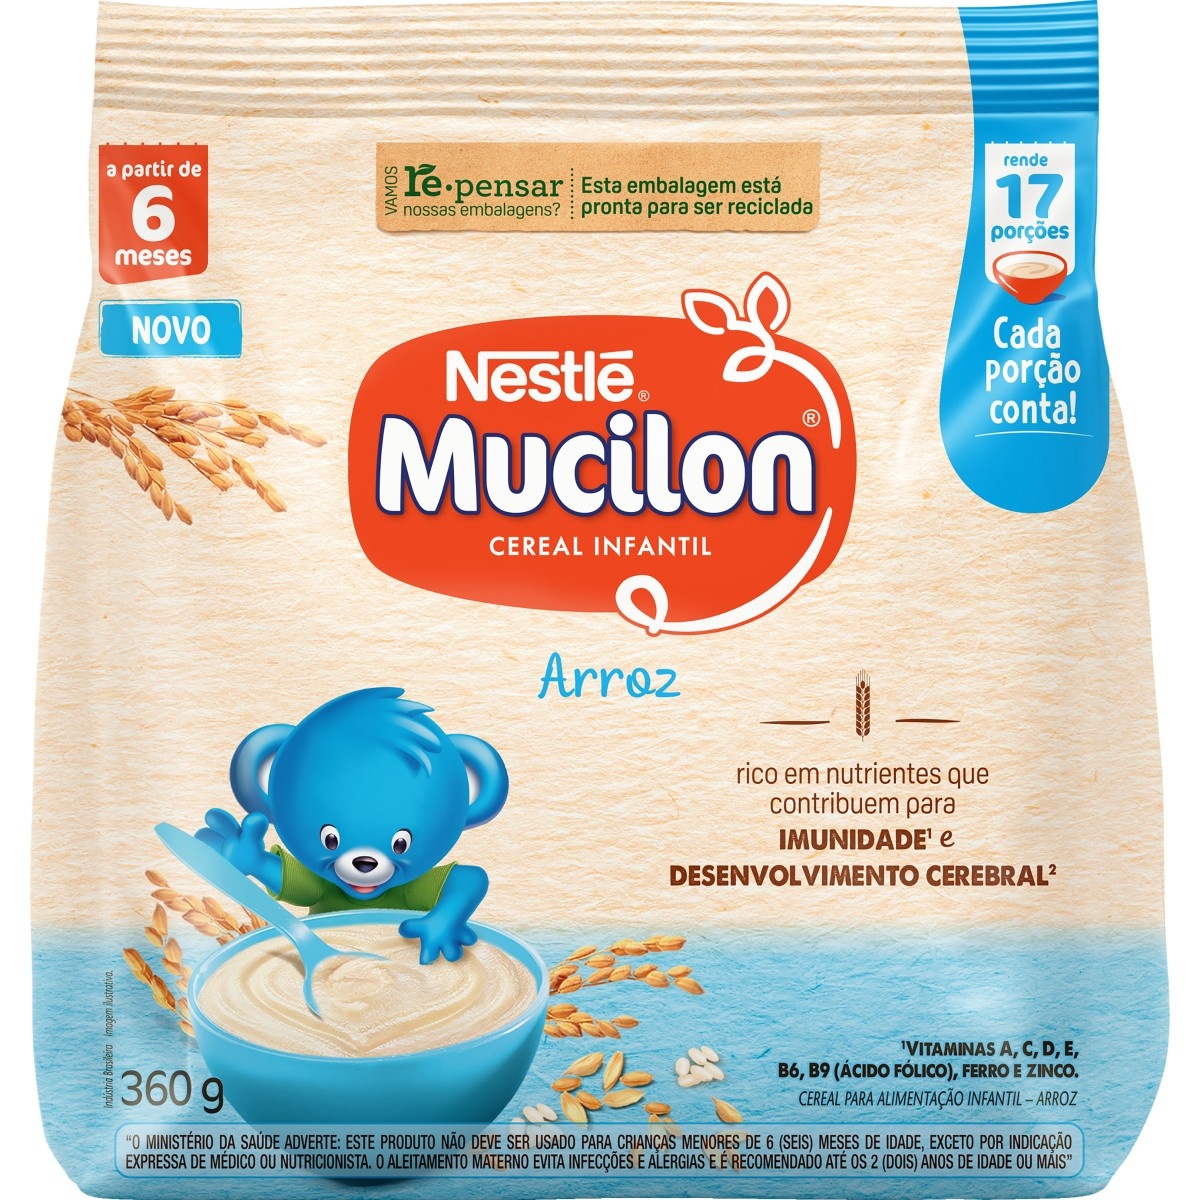 a partir de
6
meses
NOVO
VAMOS
re·pensar
nossas embalagens?
Esta embalagem está
pronta para ser reciclada
rende
17
porções
Cada
porção
conta!
Nestlé®
Mucilon®
CEREAL INFANTIL
Arroz
rico em nutrientes que
contribuem para
IMUNIDADE¹ e
DESENVOLVIMENTO CEREBRAL²
Indústria Brasileira Imagem ilustrativa.
360 g
¹VITAMINAS A, C, D, E,
B6, B9 (ÁCIDO FÓLICO), FERRO E ZINCO.
CEREAL PARA ALIMENTAÇÃO INFANTIL – ARROZ
"O MINISTÉRIO DA SAÚDE ADVERTE: ESTE PRODUTO NÃO DEVE SER USADO PARA CRIANÇAS MENORES DE 6 (SEIS) MESES DE IDADE, EXCETO POR INDICAÇÃO
EXPRESSA DE MÉDICO OU NUTRICIONISTA. O ALEITAMENTO MATERNO EVITA INFECÇÕES E ALERGIAS E É RECOMENDADO ATÉ OS 2 (DOIS) ANOS DE IDADE OU MAIS"